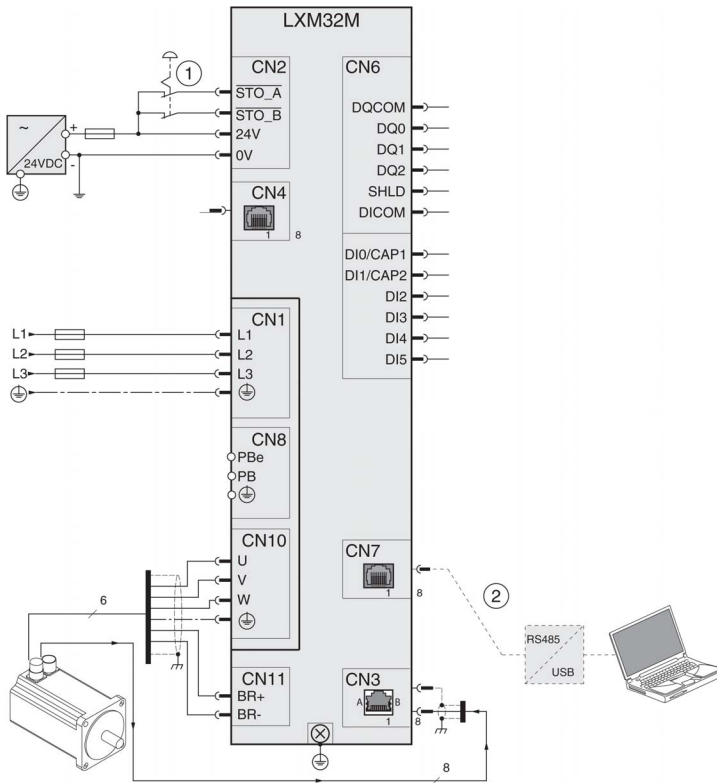 LXM32M
CN2
STO_A
STO_B
24V
0V
1
~
24VDC
+
-
CN4
1
8
CN1
L1
L2
L3
L1
L2
L3
CN8
PBe
PB
CN10
U
V
W
6
CN11
BR+
BR-
CN6
DQCOM
DQ0
DQ1
DQ2
SHLD
DICOM
DI0/CAP1
DI1/CAP2
DI2
DI3
DI4
DI5
CN7
1
8
2
RS485
USB
CN3
A
B
1
8
8